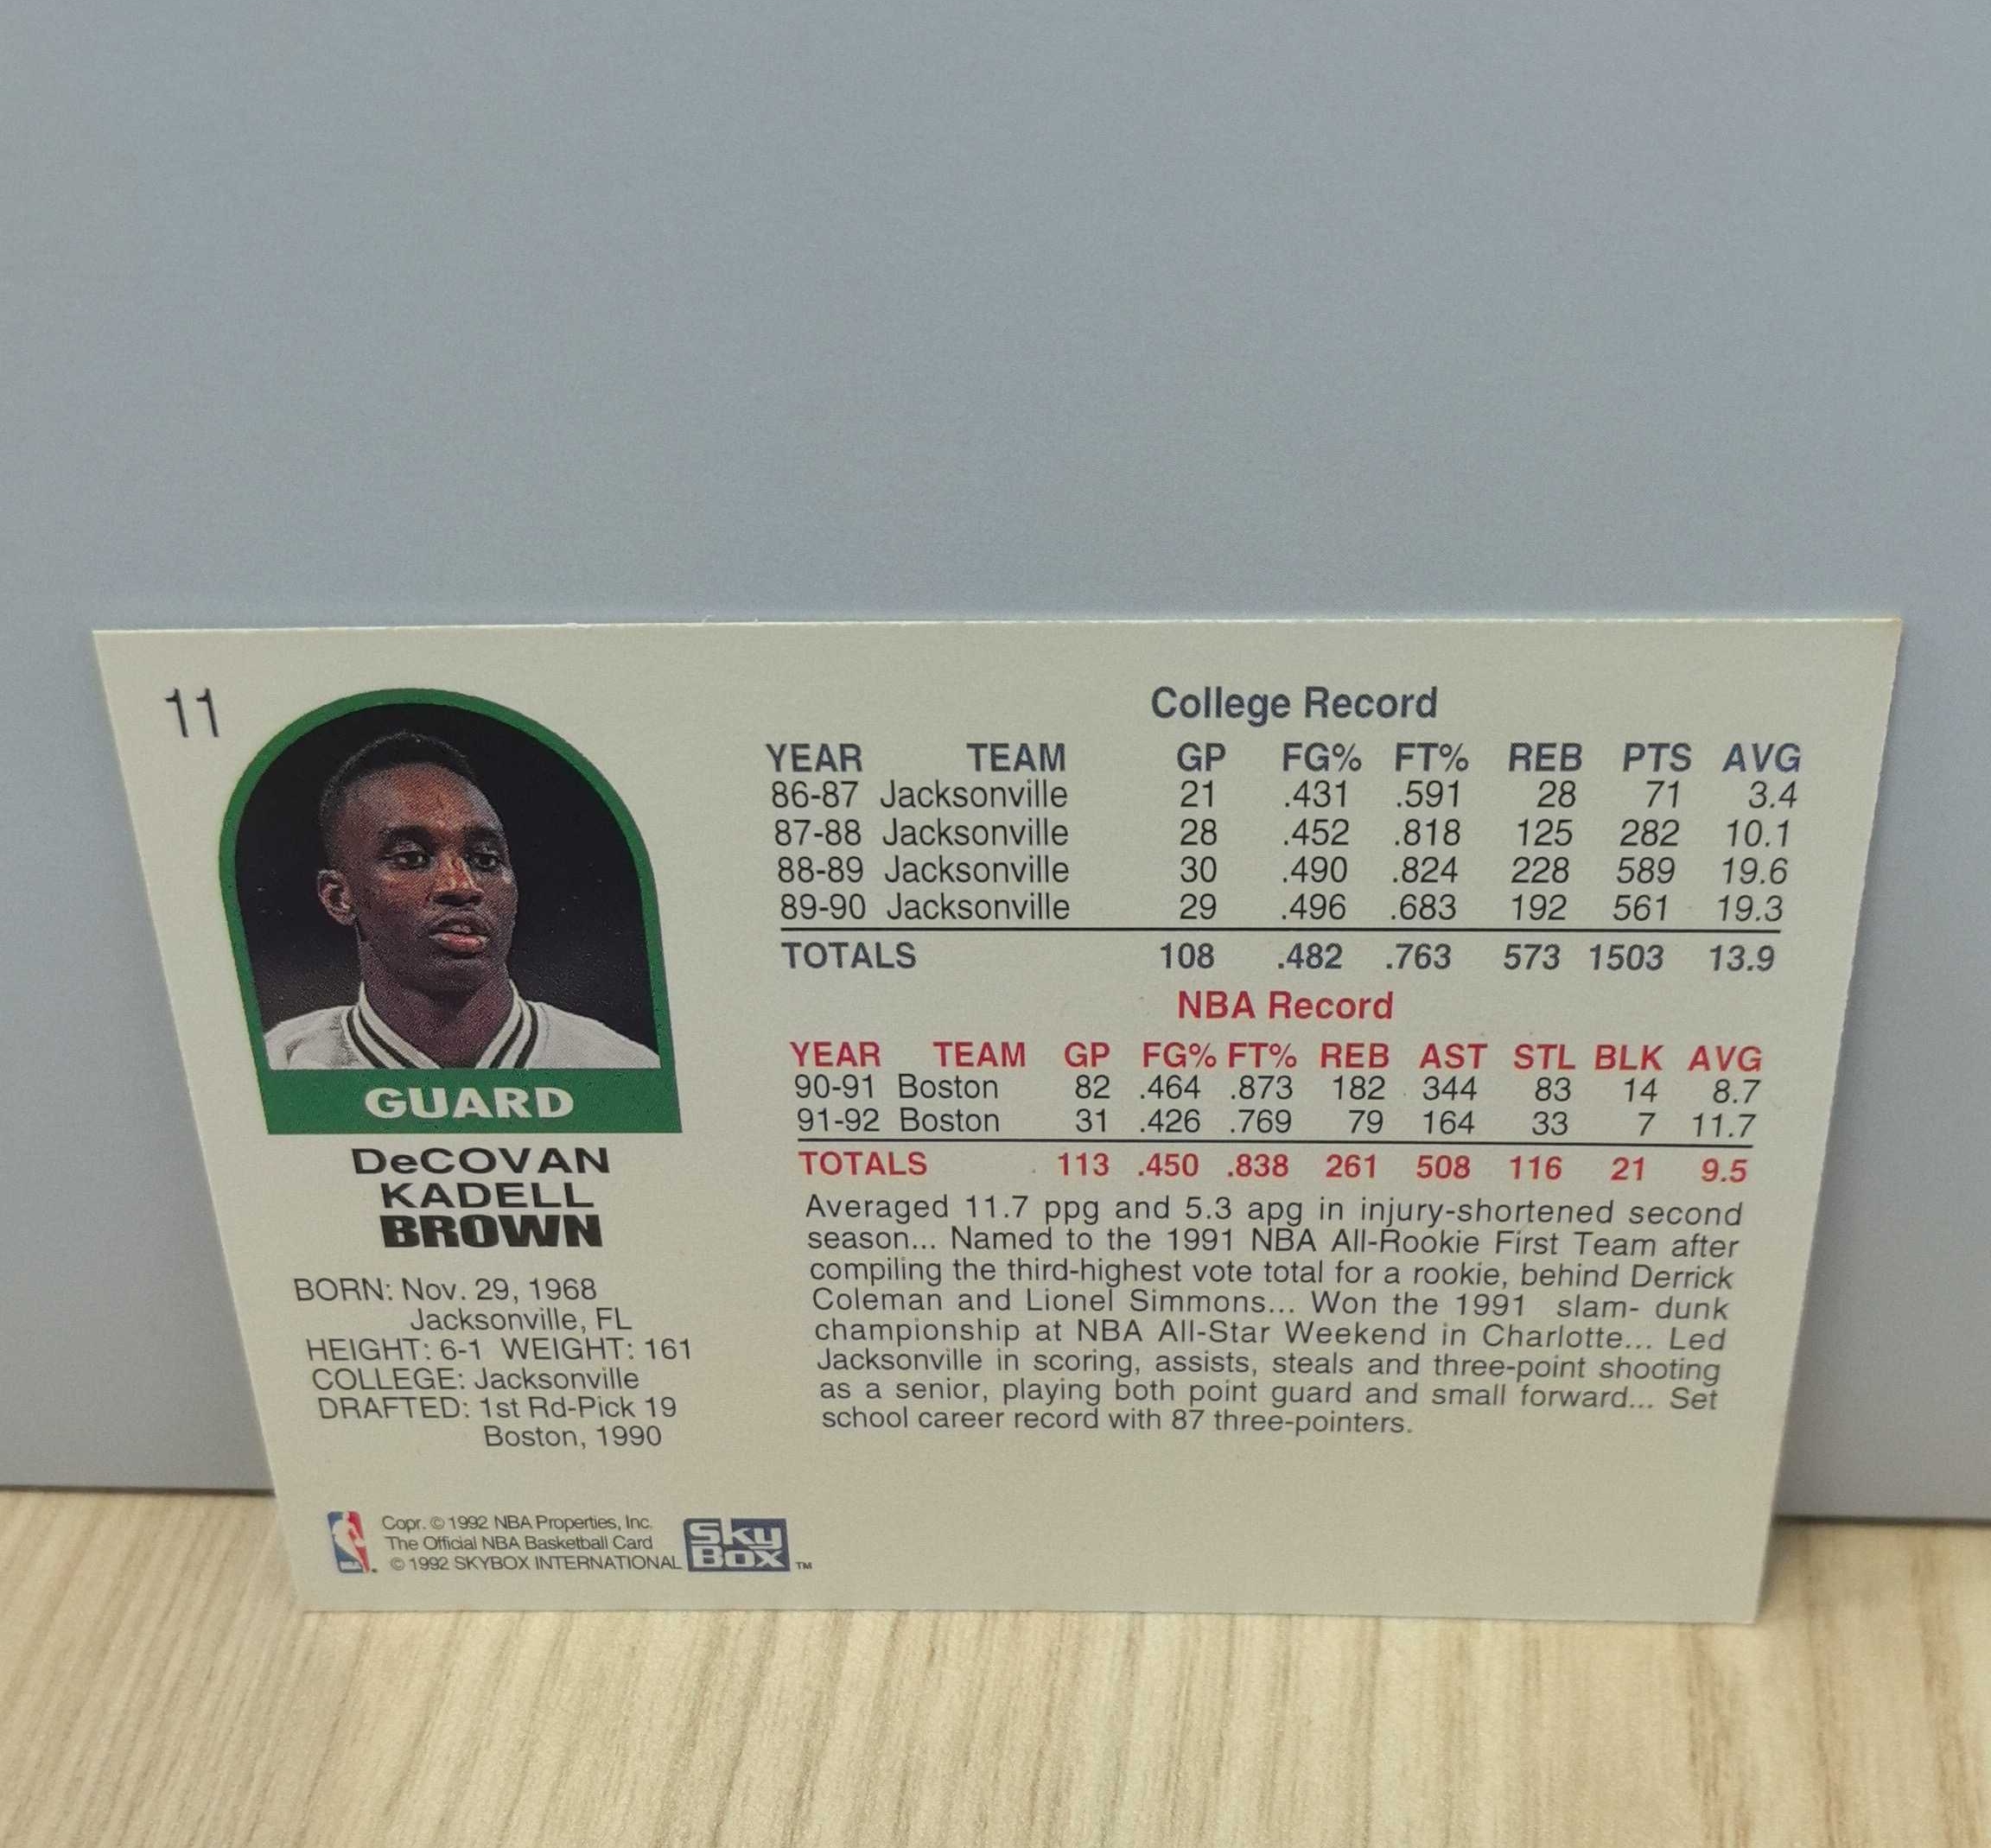 11
GUARD
DeCOVAN
KADELL
BROWN
BORN: Nov. 29, 1968
Jacksonville, FL
HEIGHT: 6-1 WEIGHT: 161
COLLEGE: Jacksonville
DRAFTED: 1st Rd-Pick 19
Boston, 1990
College Record
YEAR TEAM GP FG% FT% REB PTS AVG
86-87 Jacksonville 21 .431 .591 28 71 3.4
87-88 Jacksonville 28 .452 .818 125 282 10.1
88-89 Jacksonville 30 .490 .824 228 589 19.6
89-90 Jacksonville 29 .496 .683 192 561 19.3
TOTALS 108 .482 .763 573 1503 13.9
NBA Record
YEAR TEAM GP FG% FT% REB AST STL BLK AVG
90-91 Boston 82 .464 .873 182 344 83 14 8.7
91-92 Boston 31 .426 .769 79 164 33 7 11.7
TOTALS 113 .450 .838 261 508 116 21 9.5
Averaged 11.7 ppg and 5.3 apg in injury-shortened second
season... Named to the 1991 NBA All-Rookie First Team after
compiling the third-highest vote total for a rookie, behind Derrick
Coleman and Lionel Simmons... Won the 1991 slam- dunk
championship at NBA All-Star Weekend in Charlotte... Led
Jacksonville in scoring, assists, steals and three-point shooting
as a senior, playing both point guard and small forward... Set
school career record with 87 three-pointers.
Copr. © 1992 NBA Properties, Inc.
The Official NBA Basketball Card
© 1992 SKYBOX INTERNATIONAL
NBA
Sky
Box TM